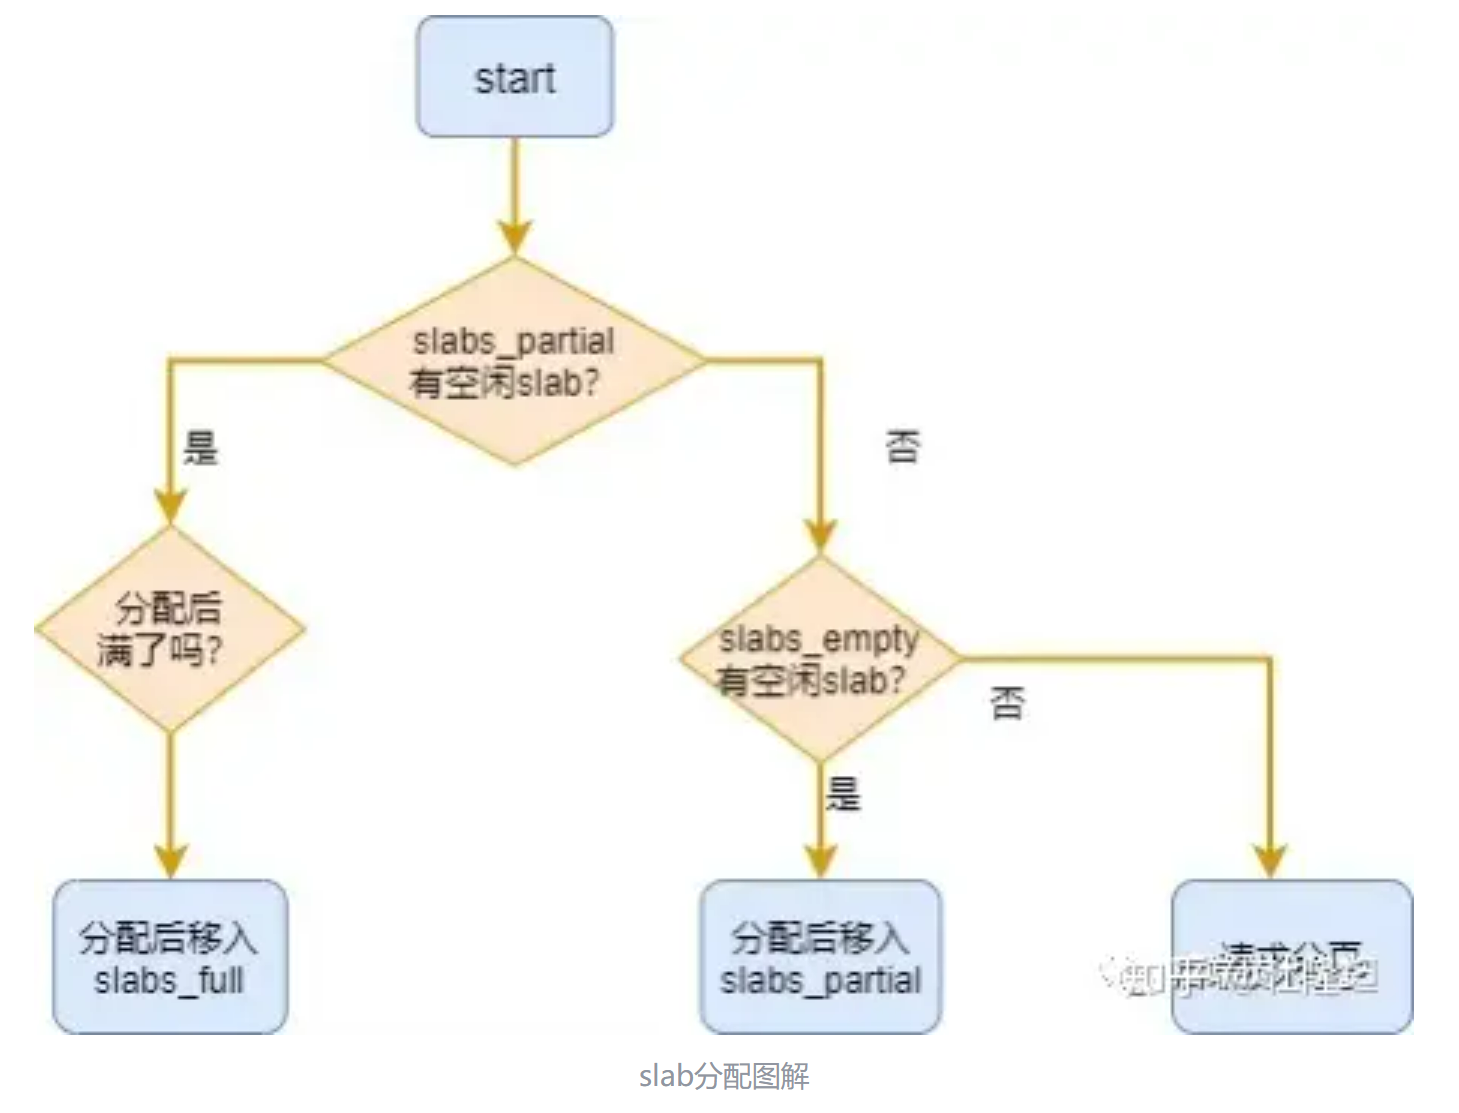 start
slabs_partial
有空闲slab?
是
否
分配后
满了吗?
slabs_empty
有空闲slab?
否
是
分配后移入
slabs_full
分配后移入
slabs_partial
请求分页
知乎
slab分配图解